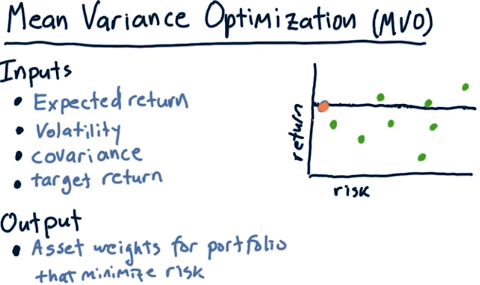 Mean Variance Optimization (MVO)
Inputs
• Expected return
• Volatility
• covariance
• target return
return
risk
Output
• Asset weights for portfolio
that minimize risk